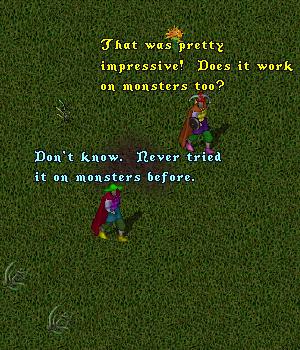 That was pretty
impressive! Does it work
on monsters too?
Don't know. Never tried
it on monsters before.